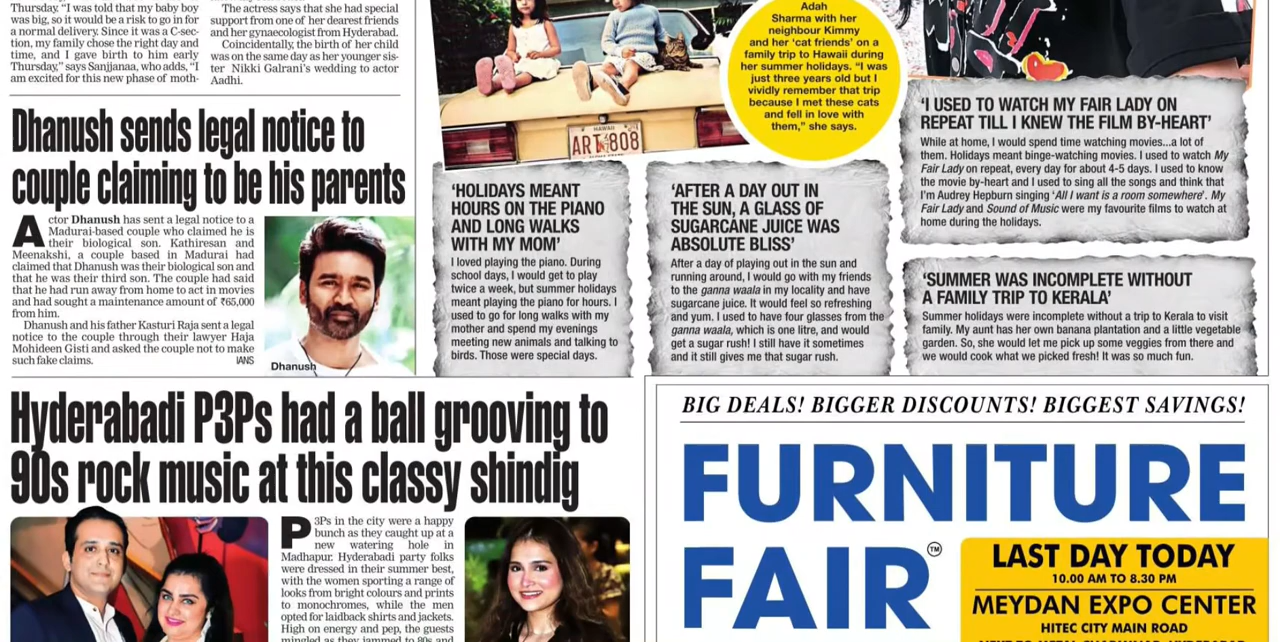 Thursday. “I was told that my baby boy
was big, so it would be a risk to go in for
a normal delivery. Since it was a C-sec-
tion, my family chose the right day and
time, and I gave birth to him early
Thursday,” says Sanjjanaa, who adds, “I
am excited for this new phase of moth-
The actress says that she had special
support from one of her dearest friends
and her gynaecologist from Hyderabad.
Coincidentally, the birth of her child
was on the same day as her younger sis-
ter Nikki Galrani’s wedding to actor
Aadhi.
Dhanush sends legal notice to
couple claiming to be his parents
Actor Dhanush has sent a legal notice to a
Madurai-based couple who claimed he is
their biological son. Kathiresan and
Meenakshi, a couple based in Madurai had
claimed that Dhanush was their biological son and
that he was their third son. The couple had said
that he had run away from home to act in movies
and had sought a maintenance amount of ₹65,000
from him.
Dhanush and his father Kasturi Raja sent a legal
notice to the couple through their lawyer Haja
Mohideen Gisti and asked the couple not to make
such fake claims. IANS
Dhanush
HAWAII
ART 808
Adah
Sharma with her
neighbour Kimmy
and her ‘cat friends’ on a
family trip to Hawaii during
her summer holidays. “I was
just three years old but I
vividly remember that trip
because I met these cats
and fell in love with
them,” she says.
‘HOLIDAYS MEANT
HOURS ON THE PIANO
AND LONG WALKS
WITH MY MOM’
I loved playing the piano. During
school days, I would get to play
twice a week, but summer holidays
meant playing the piano for hours. I
used to go for long walks with my
mother and spend my evenings
meeting new animals and talking to
birds. Those were special days.
‘AFTER A DAY OUT IN
THE SUN, A GLASS OF
SUGARCANE JUICE WAS
ABSOLUTE BLISS’
After a day of playing out in the sun and
running around, I would go with my friends
to the ganna waala in my locality and have
sugarcane juice. It would feel so refreshing
and yum. I used to have four glasses from the
ganna waala, which is one litre, and would
get a sugar rush! I still have it sometimes
and it still gives me that sugar rush.
‘I USED TO WATCH MY FAIR LADY ON
REPEAT TILL I KNEW THE FILM BY-HEART’
While at home, I would spend time watching movies...a lot of
them. Holidays meant binge-watching movies. I used to watch My
Fair Lady on repeat, every day for about 4-5 days. I used to know
the movie by-heart and I used to sing all the songs and think that
I’m Audrey Hepburn singing ‘All I want is a room somewhere’. My
Fair Lady and Sound of Music were my favourite films to watch at
home during the holidays.
‘SUMMER WAS INCOMPLETE WITHOUT
A FAMILY TRIP TO KERALA’
Summer holidays were incomplete without a trip to Kerala to visit
family. My aunt has her own banana plantation and a little vegetable
garden. So, she would let me pick up some veggies from there and
we would cook what we picked fresh! It was so much fun.
Hyderabadi P3Ps had a ball grooving to
90s rock music at this classy shindig
P3Ps in the city were a happy
bunch as they caught up at a
new watering hole in
Madhapur. Hyderabadi party folks
were dressed in their summer best,
with the women sporting a range of
looks from bright colours and prints
to monochromes, while the men
opted for laidback shirts and jackets.
High on energy and pep, the guests
mingled as they jammed to 80s and
BIG DEALS! BIGGER DISCOUNTS! BIGGEST SAVINGS!
FURNITURE
FAIR™
LAST DAY TODAY
10.00 AM TO 8.30 PM
MEYDAN EXPO CENTER
HITEC CITY MAIN ROAD